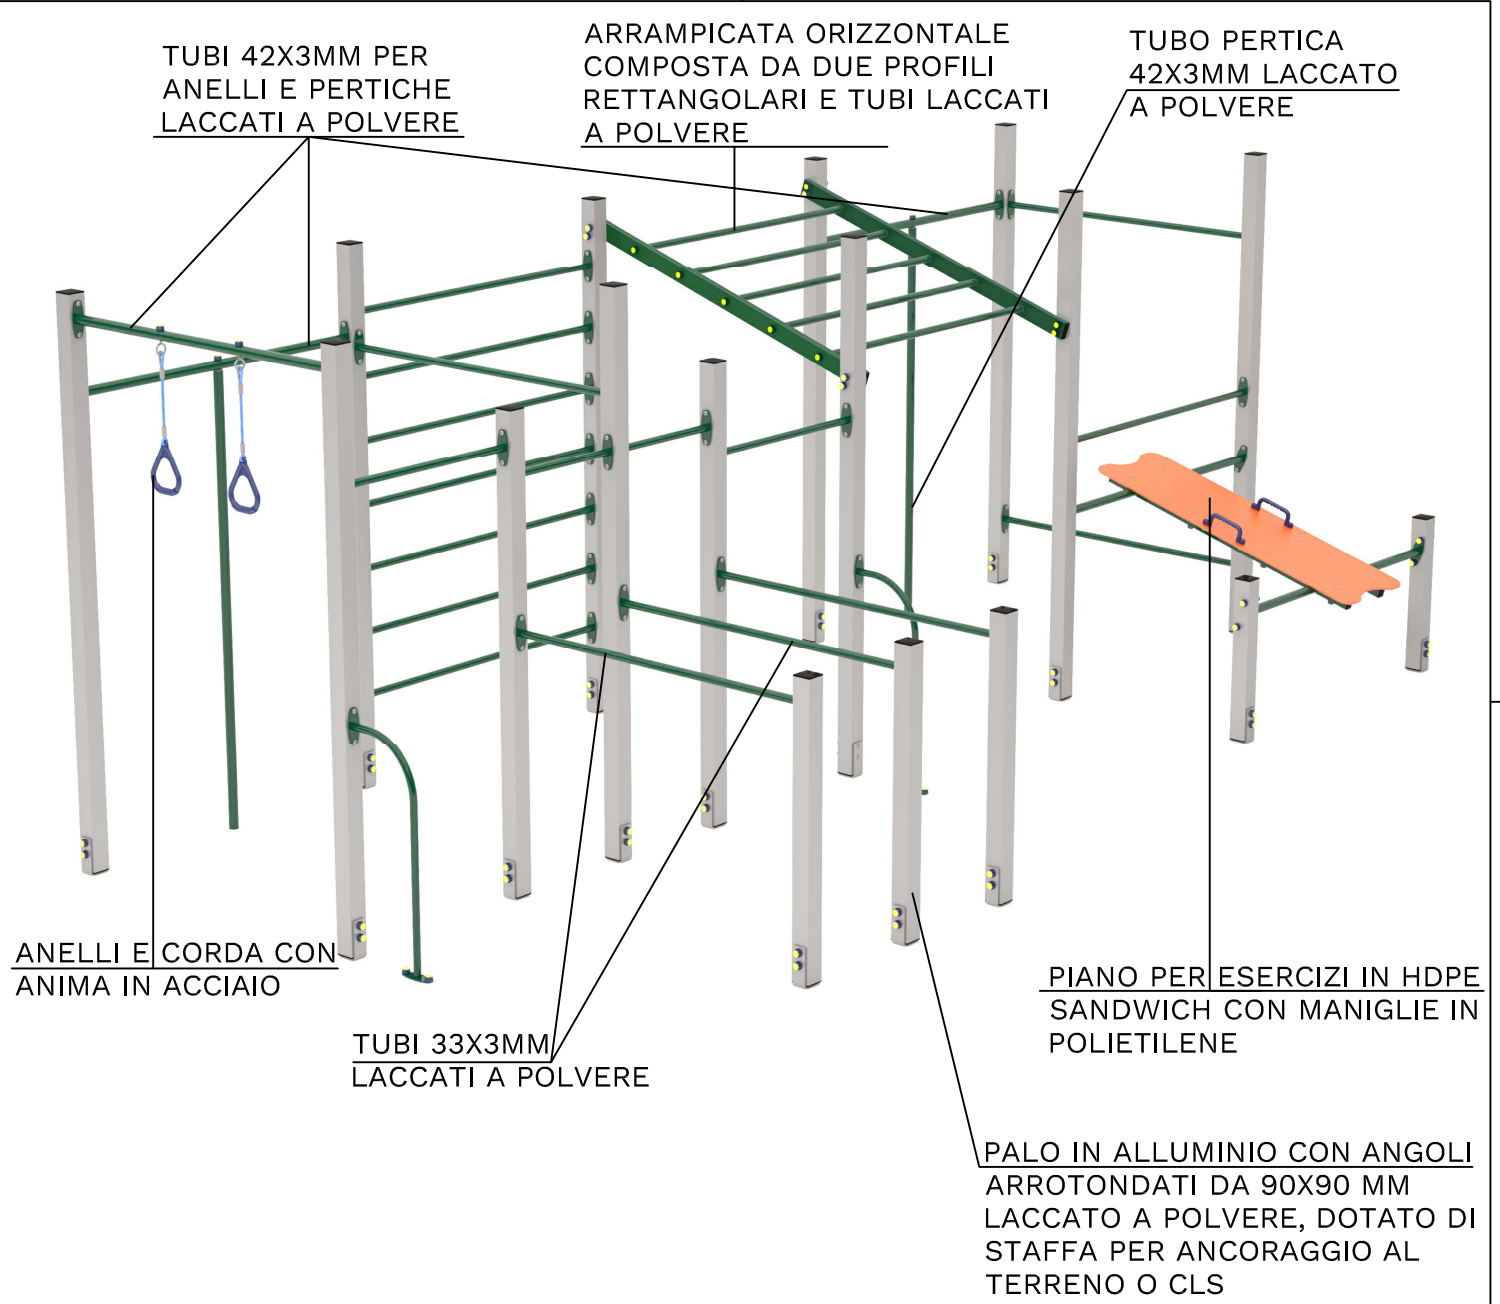 TUBI 42X3MM PER
ANELLI E PERTICHE
LACCATI A POLVERE
ARRAMPICATA ORIZZONTALE
COMPOSTA DA DUE PROFILI
RETTANGOLARI E TUBI LACCATI
A POLVERE
TUBO PERTICA
42X3MM LACCATO
A POLVERE
ANELLI E CORDA CON
ANIMA IN ACCIAIO
TUBI 33X3MM
LACCATI A POLVERE
PIANO PER ESERCIZI IN HDPE
SANDWICH CON MANIGLIE IN
POLIETILENE
PALO IN ALLUMINIO CON ANGOLI
ARROTONDATI DA 90X90 MM
LACCATO A POLVERE, DOTATO DI
STAFFA PER ANCORAGGIO AL
TERRENO O CLS